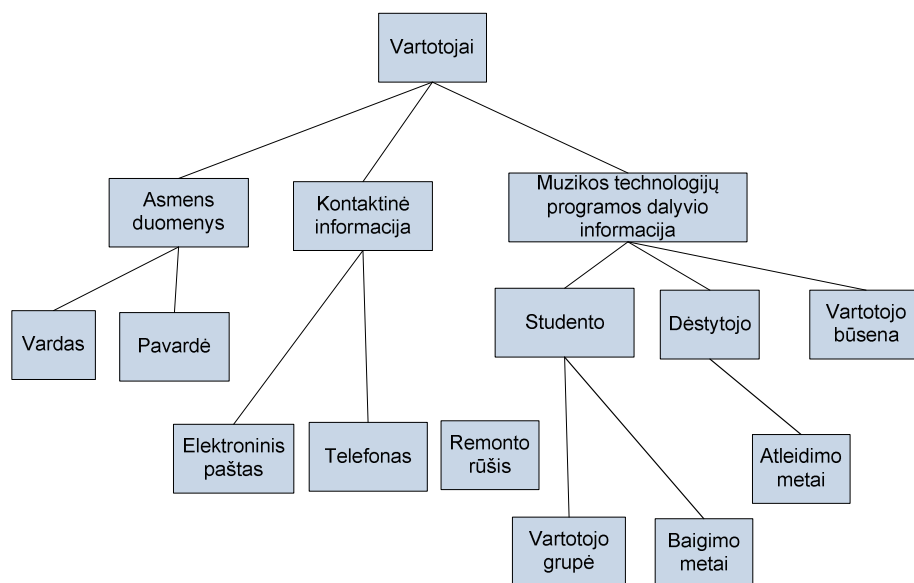 Vartotojai
Asmens
duomenys
Kontaktinė
informacija
Muzikos technologijų
programos dalyvio
informacija
Vardas
Pavardė
Studento
Dėstytojo
Vartotojo
būsena
Elektroninis
paštas
Telefonas
Remonto
rūšis
Atleidimo
metai
Vartotojo
grupė
Baigimo
metai